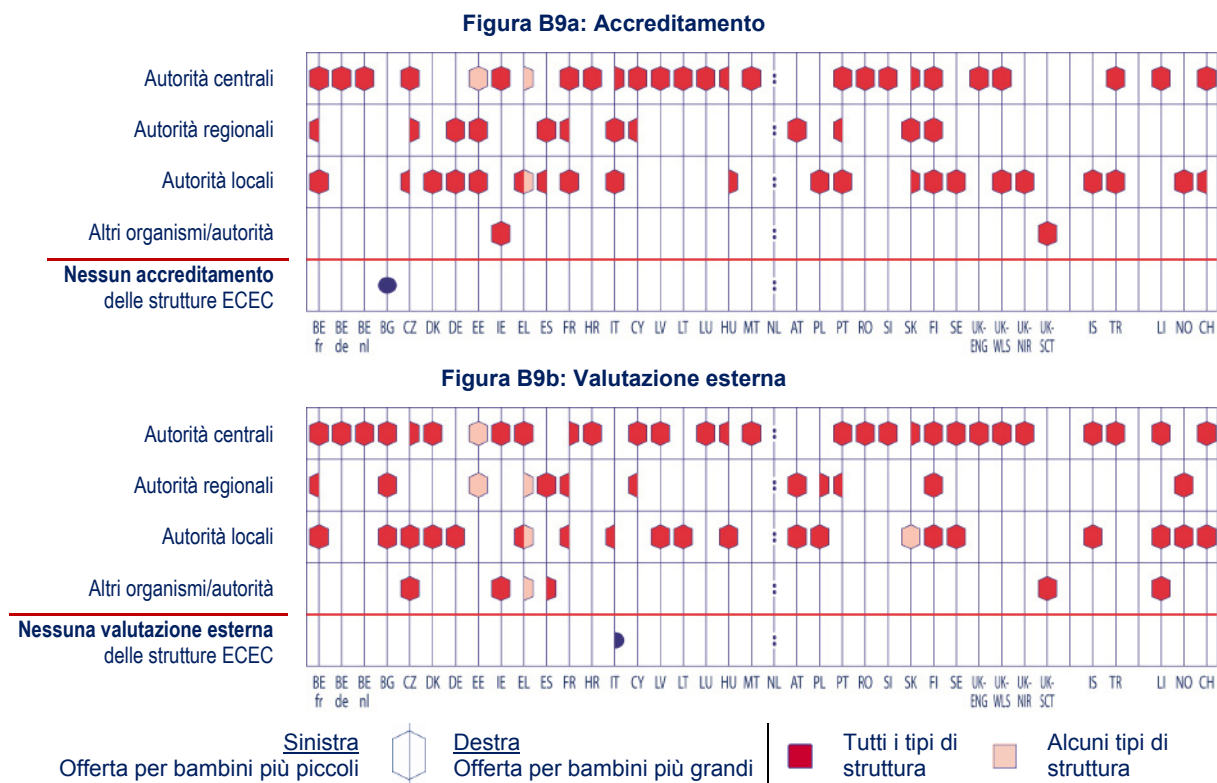 Figura B9a: Accreditamento
Autorità centrali
:
Autorità regionali
:
Autorità locali
:
Altri organismi/autorità
:
Nessun accreditamento
delle strutture ECEC
:
BE BE BE BG CZ DK DE EE IE EL ES FR HR IT CY LV LT LU HU MT NL AT PL PT RO SI SK FI SE UK- UK- UK- UK- IS TR LI NO CH
fr de nl ENG WLS NIR SCT
Figura B9b: Valutazione esterna
Autorità centrali
:
Autorità regionali
:
Autorità locali
:
Altri organismi/autorità
:
Nessuna valutazione esterna
delle strutture ECEC
:
BE BE BE BG CZ DK DE EE IE EL ES FR HR IT CY LV LT LU HU MT NL AT PL PT RO SI SK FI SE UK- UK- UK- UK- IS TR LI NO CH
fr de nl ENG WLS NIR SCT
Sinistra
Offerta per bambini più piccoli
Destra
Offerta per bambini più grandi
Tutti i tipi di
struttura
Alcuni tipi di
struttura